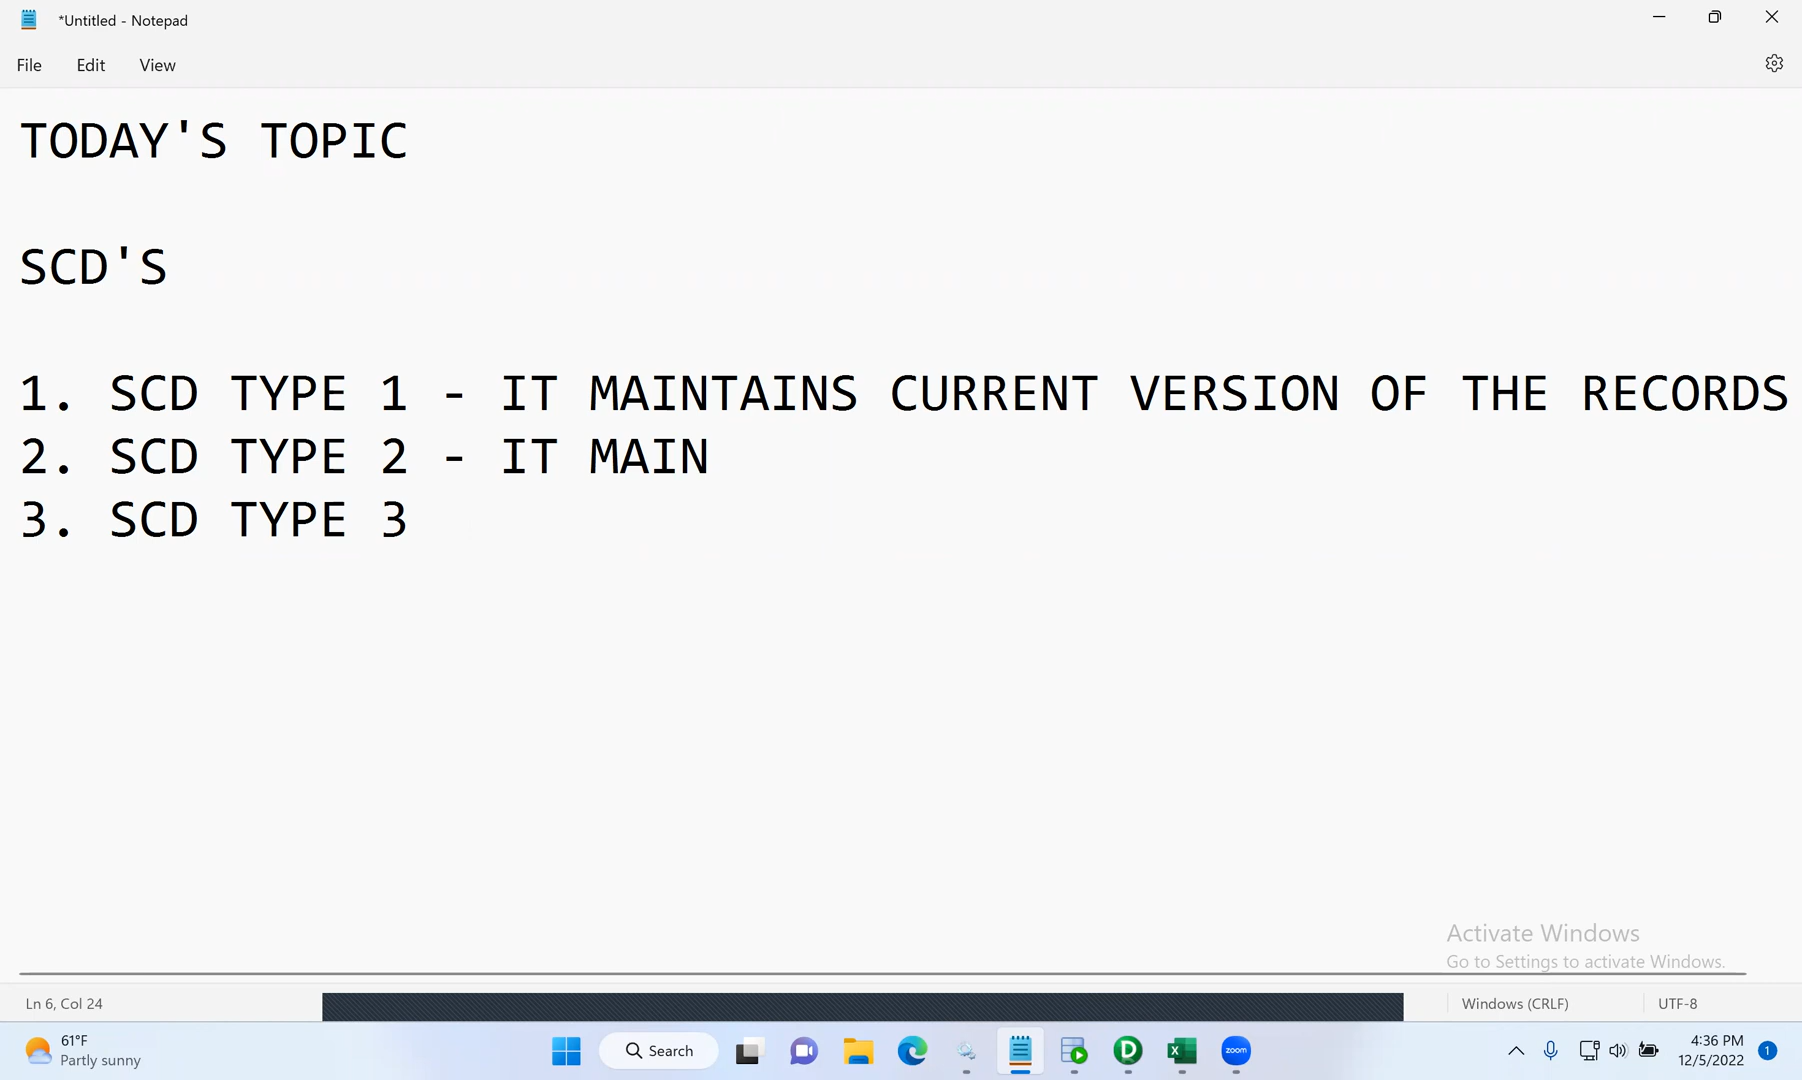 *Untitled - Notepad
File Edit View
TODAY'S TOPIC
SCD'S
1. SCD TYPE 1 - IT MAINTAINS CURRENT VERSION OF THE RECORDS
2. SCD TYPE 2 - IT MAIN
3. SCD TYPE 3
Activate Windows
Go to Settings to activate Windows.
Ln 6, Col 24 Windows (CRLF) UTF-8
61°F
Partly sunny
Search
zoom
4:36 PM
12/5/2022
1